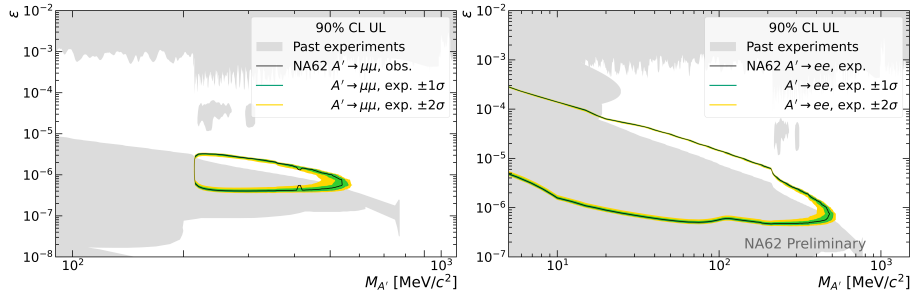 ε
10−2
10−3
10−4
10−5
10−6
10−7
10−8
90% CL UL
Past experiments
NA62 A′→μμ, obs.
A′→μμ, exp. ±1σ
A′→μμ, exp. ±2σ
10²
10³
M_A′ [MeV/c²]
ε
10−2
10−3
10−4
10−5
10−6
10−7
90% CL UL
Past experiments
NA62 A′→ee, exp.
A′→ee, exp. ±1σ
A′→ee, exp. ±2σ
NA62 Preliminary
10¹
10²
10³
M_A′ [MeV/c²]